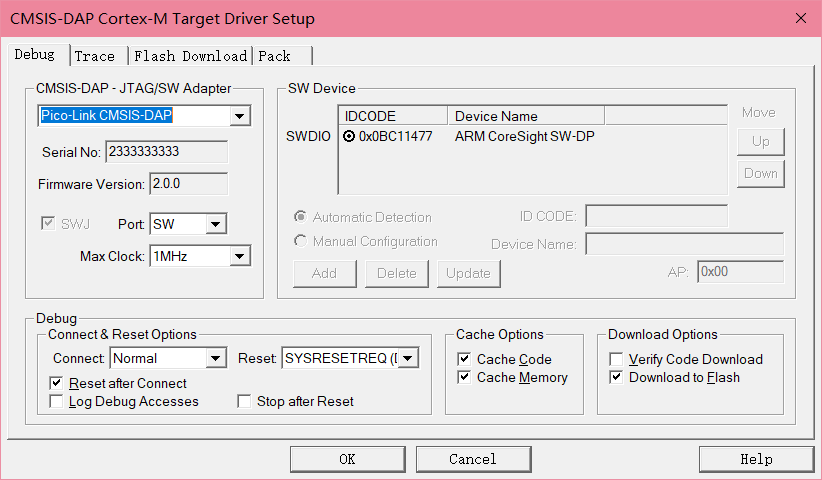 CMSIS-DAP Cortex-M Target Driver Setup
Debug Trace Flash Download Pack
CMSIS-DAP - JTAG/SW Adapter
Pico-Link CMSIS-DAP
Serial No: 2333333333
Firmware Version: 2.0.0
SWJ Port: SW
Max Clock: 1MHz
SW Device
IDCODE Device Name
SWDIO 0x0BC11477 ARM CoreSight SW-DP
Move
Up
Down
Automatic Detection ID CODE:
Manual Configuration Device Name:
Add Delete Update AP: 0x00
Debug
Connect & Reset Options
Connect: Normal Reset: SYSRESETREQ (
Reset after Connect
Log Debug Accesses Stop after Reset
Cache Options
Cache Code
Cache Memory
Download Options
Verify Code Download
Download to Flash
OK Cancel Help